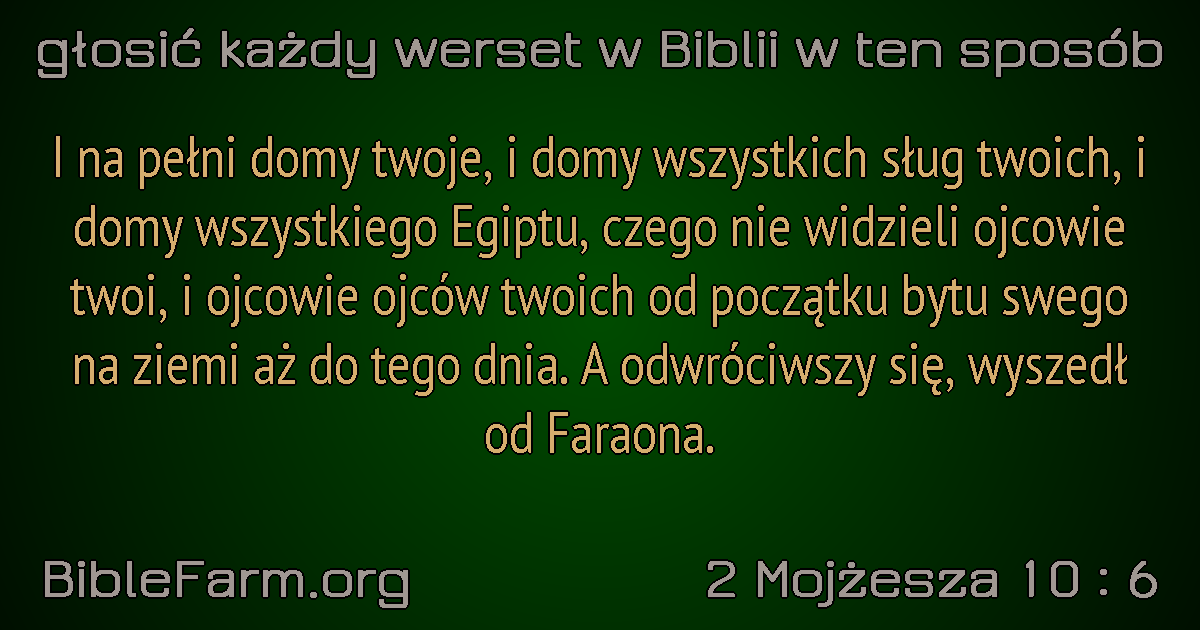 głosić każdy werset w Biblii w ten sposób
I na pełni domy twoje, i domy wszystkich sług twoich, i
domy wszystkiego Egiptu, czego nie widzieli ojcowie
twoi, i ojcowie ojców twoich od początku bytu swego
na ziemi aż do tego dnia. A odwróciwszy się, wyszedł
od Faraona.
BibleFarm.org
2 Mojżesza 10 : 6